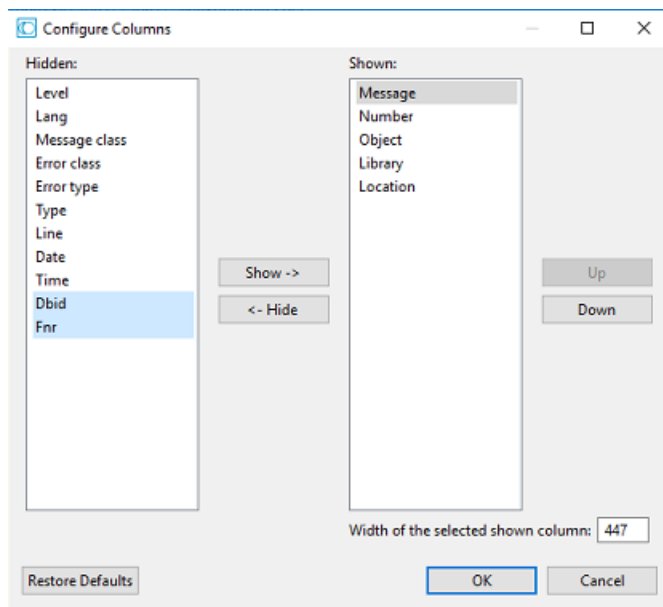 Configure Columns
Hidden:
Level
Lang
Message class
Error class
Error type
Type
Line
Date
Time
Dbid
Fnr
Show ->
<- Hide
Shown:
Message
Number
Object
Library
Location
Up
Down
Width of the selected shown column: 447
Restore Defaults
OK
Cancel